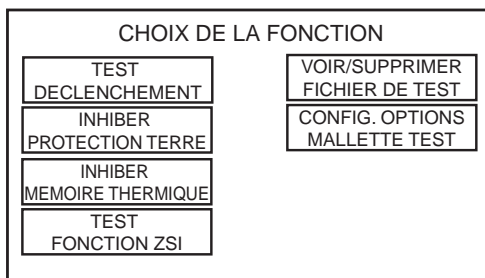 CHOIX DE LA FONCTION
TEST
DECLENCHEMENT
INHIBER
PROTECTION TERRE
INHIBER
MEMOIRE THERMIQUE
TEST
FONCTION ZSI
VOIR/SUPPRIMER
FICHIER DE TEST
CONFIG. OPTIONS
MALLETTE TEST